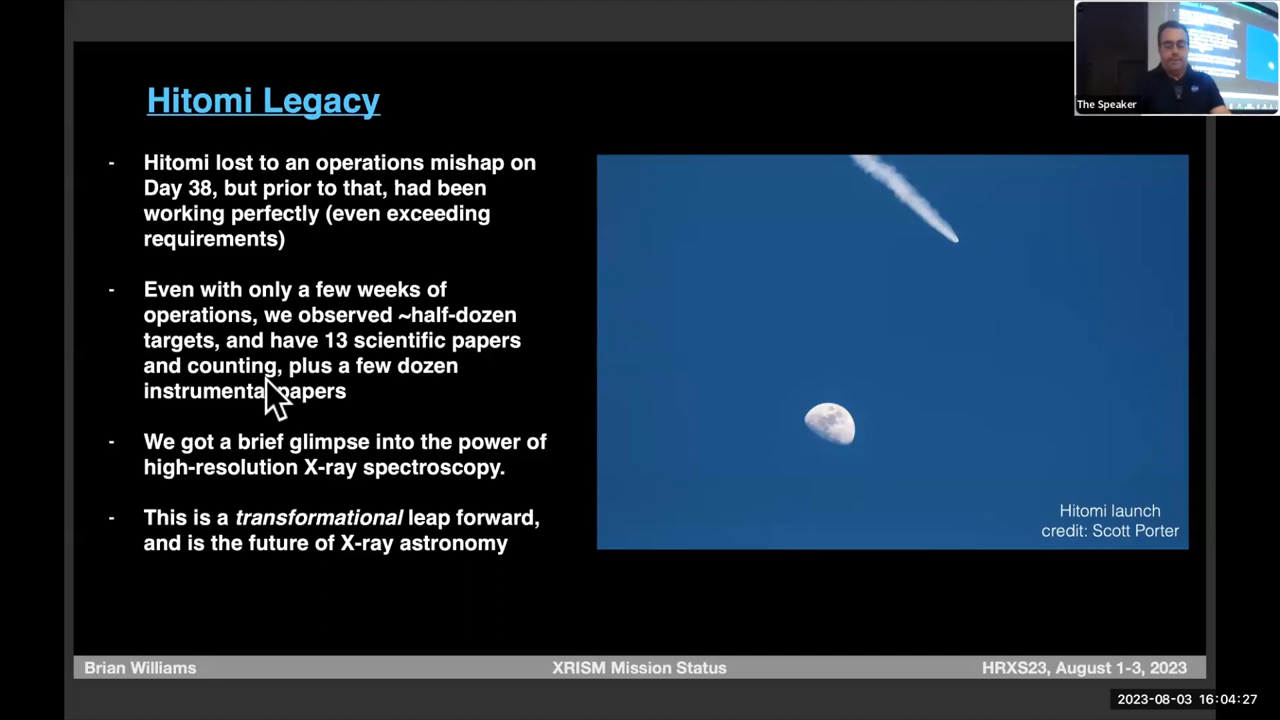 Hitomi Legacy
The Speaker
- Hitomi lost to an operations mishap on
Day 38, but prior to that, had been
working perfectly (even exceeding
requirements)
- Even with only a few weeks of
operations, we observed ~half-dozen
targets, and have 13 scientific papers
and counting, plus a few dozen
instrumental papers
- We got a brief glimpse into the power of
high-resolution X-ray spectroscopy.
- This is a transformational leap forward,
and is the future of X-ray astronomy
Hitomi launch
credit: Scott Porter
Brian Williams
XRISM Mission Status
HRXS23, August 1-3, 2023
2023-08-03 16:04:27